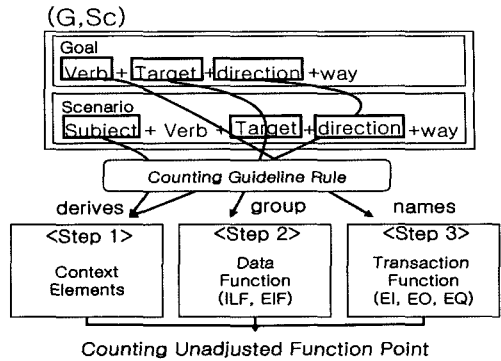 (G,Sc)
Goal
Verb + Target + direction + way
Scenario
Subject + Verb + Target + direction + way
Counting Guideline Rule
derives group names
<Step 1> <Step 2> <Step 3>
Context Data Transaction
Elements Function Function
(ILF, EIF) (EI, EO, EQ)
Counting Unadjusted Function Point